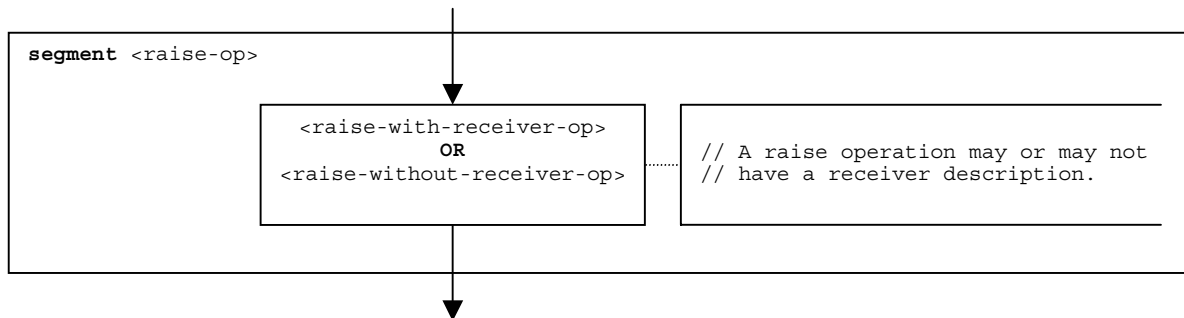 segment <raise-op>
<raise-with-receiver-op>
OR
<raise-without-receiver-op>
// A raise operation may or may not
// have a receiver description.